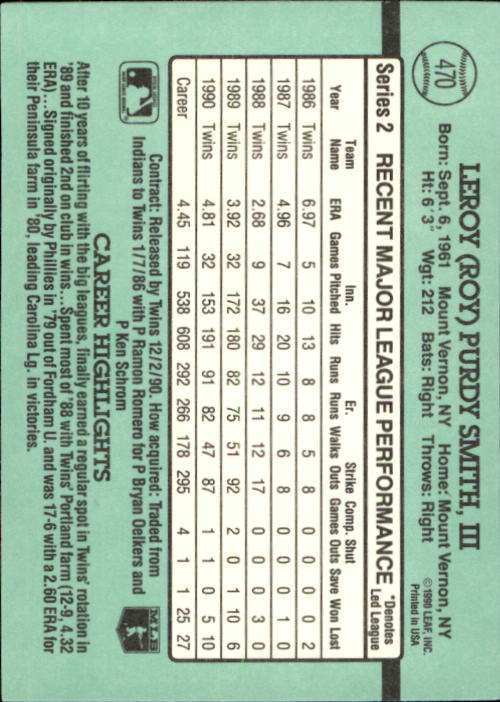 470
LEROY (ROY) PURDY SMITH, III
Born: Sept. 6, 1961 Mount Vernon, NY Home: Mount Vernon, NY
Ht: 6' 3" Wgt: 212 Bats: Right Throws: Right
©1990 LEAF, INC.
Printed in USA
Series 2 RECENT MAJOR LEAGUE PERFORMANCE *Denotes Led League
Team Inn. Er. Strike Comp. Shut
Year Name ERA Games Pitched Hits Runs Runs Walks Outs Games Outs Save Won Lost
1986 Twins 6.97 5 10 13 8 8 5 8 0 0 0 0 2
1987 Twins 4.96 7 16 20 10 9 6 8 0 0 0 1 0
1988 Twins 2.68 9 37 29 12 11 12 17 0 0 0 3 0
1989 Twins 3.92 32 172 180 82 75 51 92 2 0 1 10 6
1990 Twins 4.81 32 153 191 91 82 47 87 1 1 0 5 10
Career 4.45 119 538 608 292 266 178 295 4 1 1 25 27
Contract: Released by Twins 12/2/90. How acquired: Traded from
Indians to Twins 1/7/86 with P Ramon Romero for P Bryan Oelkers and
P Ken Schrom
MLB
CAREER HIGHLIGHTS
After 10 years of flirting with the big leagues, finally earned a regular spot in Twins' rotation in
'89 and finished 2nd on club in wins...Spent most of '88 with Twins' Portland farm (12-9, 4.32
ERA)...Signed originally by Phillies in '79 out of Fordham U. and was 17-6 with a 2.60 ERA for
their Peninsula farm in '80, leading Carolina Lg. in victories.